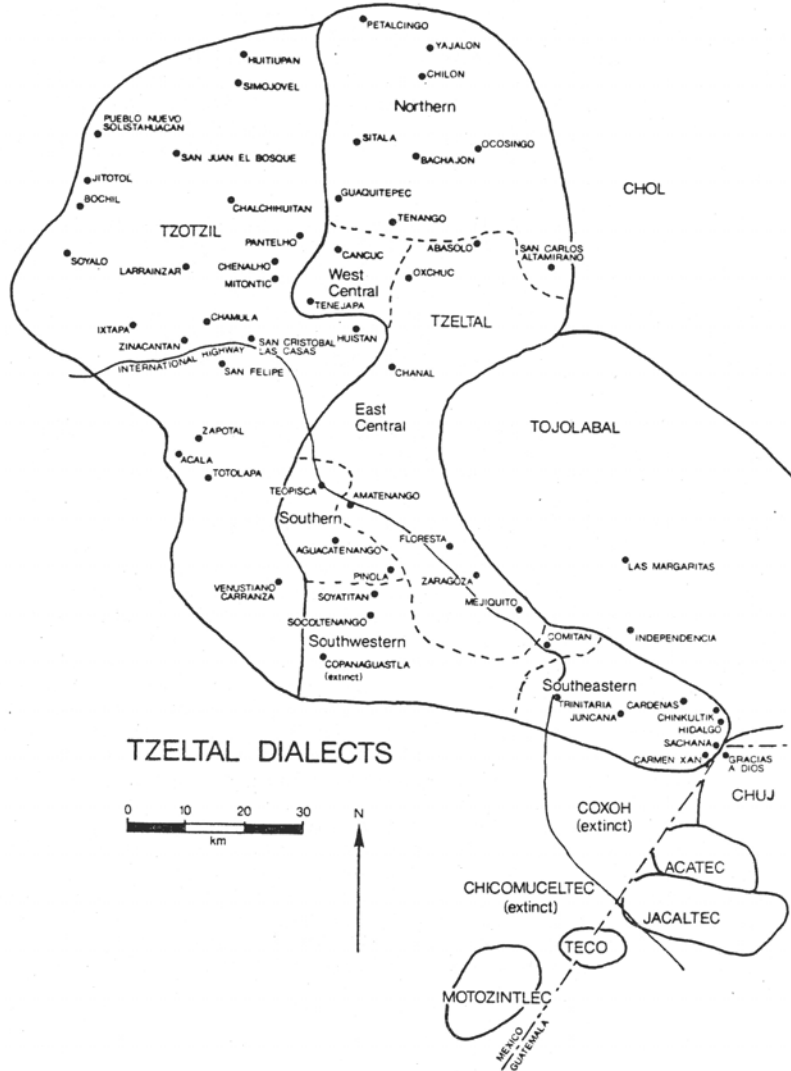 PETALCINGO
YAJALON
HUITIUPAN
CHILON
SIMOJOVEL
Northern
PUEBLO NUEVO
SOLISTAHUACAN
SITALA
OCOSINGO
SAN JUAN EL BOSQUE
BACHAJON
JITOTOL
CHOL
BOCHIL
CHALCHIHUITAN
GUAQUITEPEC
TENANGO
TZOTZIL
PANTELHO
ABASOLO
SAN CARLOS
ALTAMIRANO
SOYALO
CANCUC
LARRAINZAR
CHENALHO
West
Central
OXCHUC
MITONTIC
TENEJAPA
TZELTAL
IXTAPA
CHAMULA
HUISTAN
ZINACANTAN
SAN CRISTOBAL
LAS CASAS
INTERNATIONAL HIGHWAY
SAN FELIPE
CHANAL
East
Central
TOJOLABAL
ZAPOTAL
ACALA
TOTOLAPA
TEOPISCA
AMATENANGO
Southern
FLORESTA
AGUACATENANGO
LAS MARGARITAS
PINOLA
ZARAGOZA
VENUSTIANO
CARRANZA
SOYATITAN
MEJIQUITO
SOCOLTENANGO
COMITAN
INDEPENDENCIA
Southwestern
COPANAGUASTLA
(extinct)
Southeastern
TRINITARIA
CARDENAS
JUNCANA
CHINKULTIK
HIDALGO
SACHANA
CARMEN XAN
GRACIAS
A DIOS
TZELTAL DIALECTS
CHUJ
0 10 20 30
km
N
COXOH
(extinct)
ACATEC
CHICOMUCELTEC
(extinct)
JACALTEC
TECO
MOTOZINTLEC
MEXICO
GUATEMALA